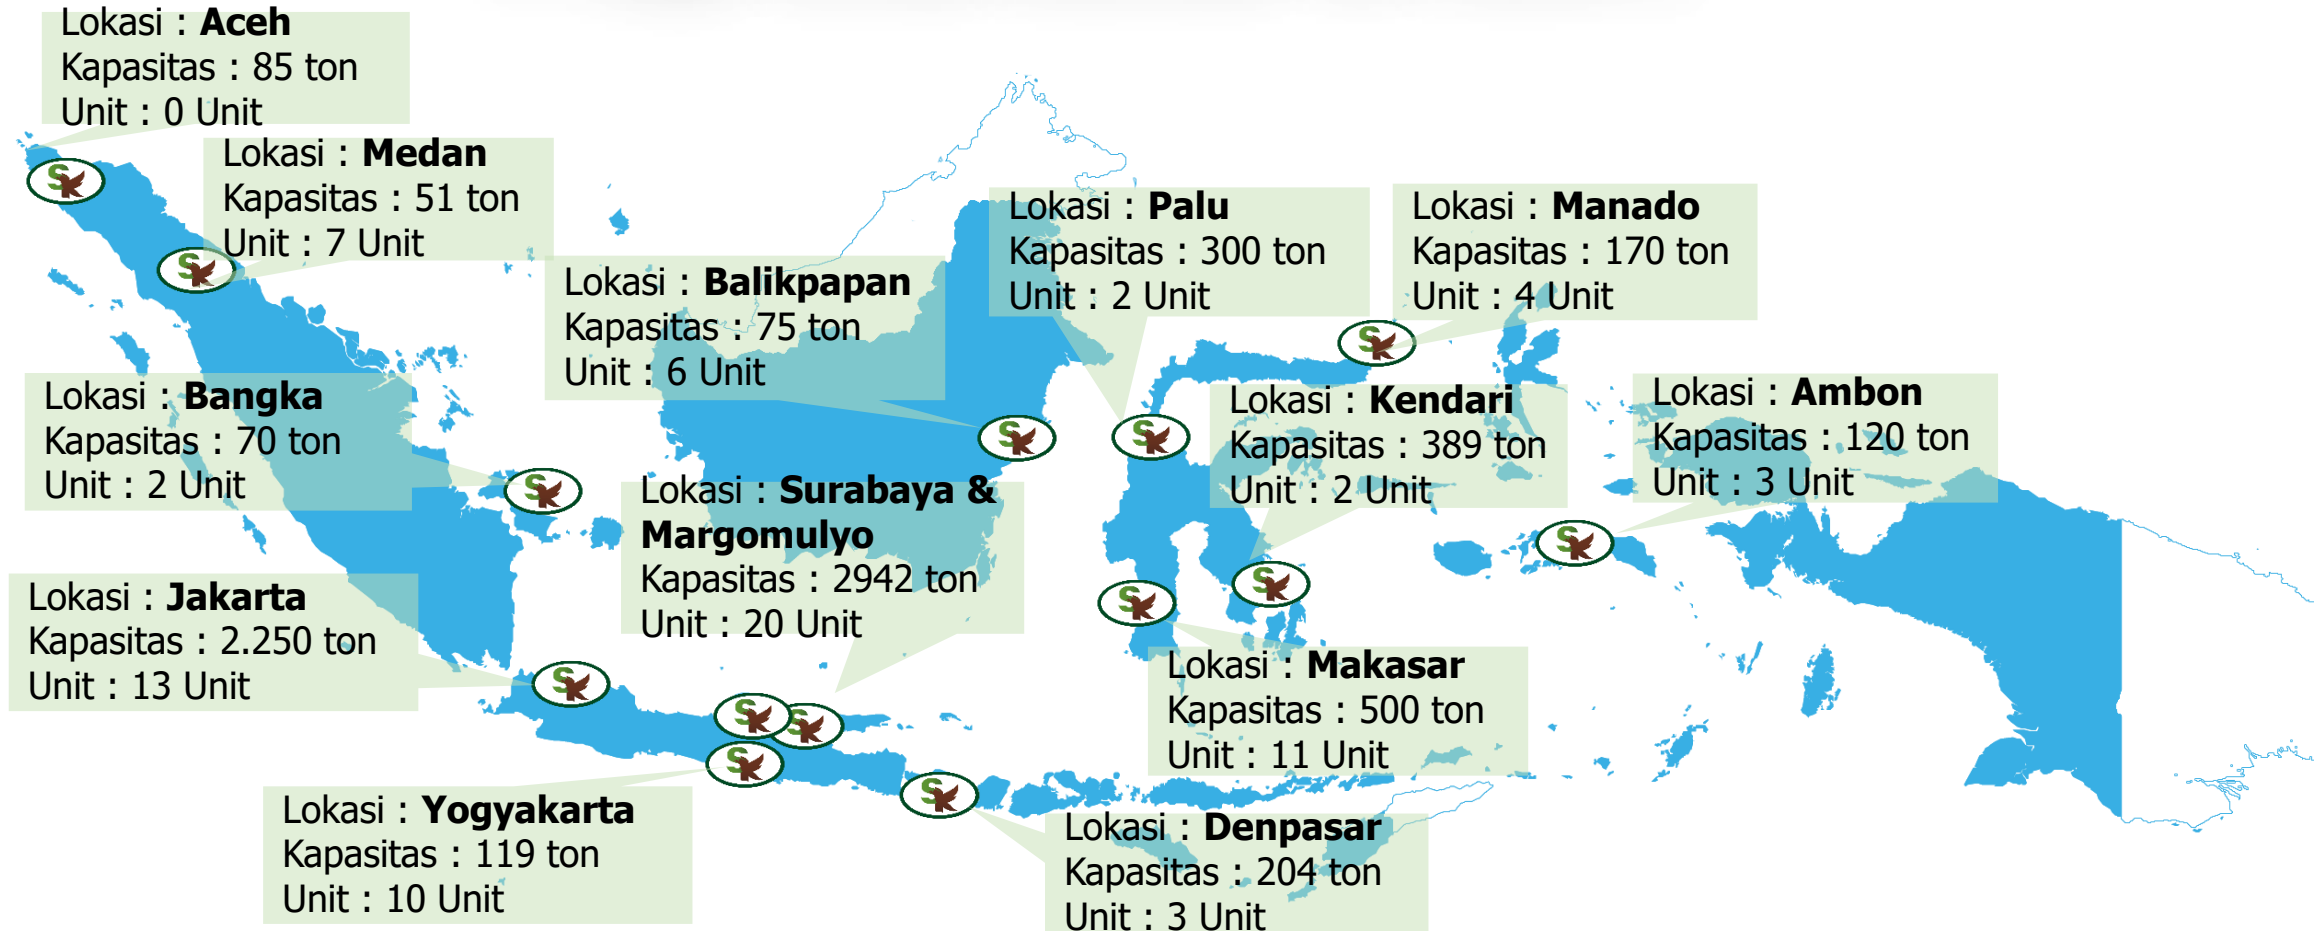 Lokasi : Aceh
Kapasitas : 85 ton
Unit : 0 Unit
Lokasi : Medan
Kapasitas : 51 ton
Unit : 7 Unit
Lokasi : Balikpapan
Kapasitas : 75 ton
Unit : 6 Unit
Lokasi : Palu
Kapasitas : 300 ton
Unit : 2 Unit
Lokasi : Manado
Kapasitas : 170 ton
Unit : 4 Unit
Lokasi : Bangka
Kapasitas : 70 ton
Unit : 2 Unit
Lokasi : Surabaya &
Margomulyo
Kapasitas : 2942 ton
Unit : 20 Unit
Lokasi : Kendari
Kapasitas : 389 ton
Unit : 2 Unit
Lokasi : Ambon
Kapasitas : 120 ton
Unit : 3 Unit
Lokasi : Jakarta
Kapasitas : 2.250 ton
Unit : 13 Unit
Lokasi : Makasar
Kapasitas : 500 ton
Unit : 11 Unit
Lokasi : Yogyakarta
Kapasitas : 119 ton
Unit : 10 Unit
Lokasi : Denpasar
Kapasitas : 204 ton
Unit : 3 Unit